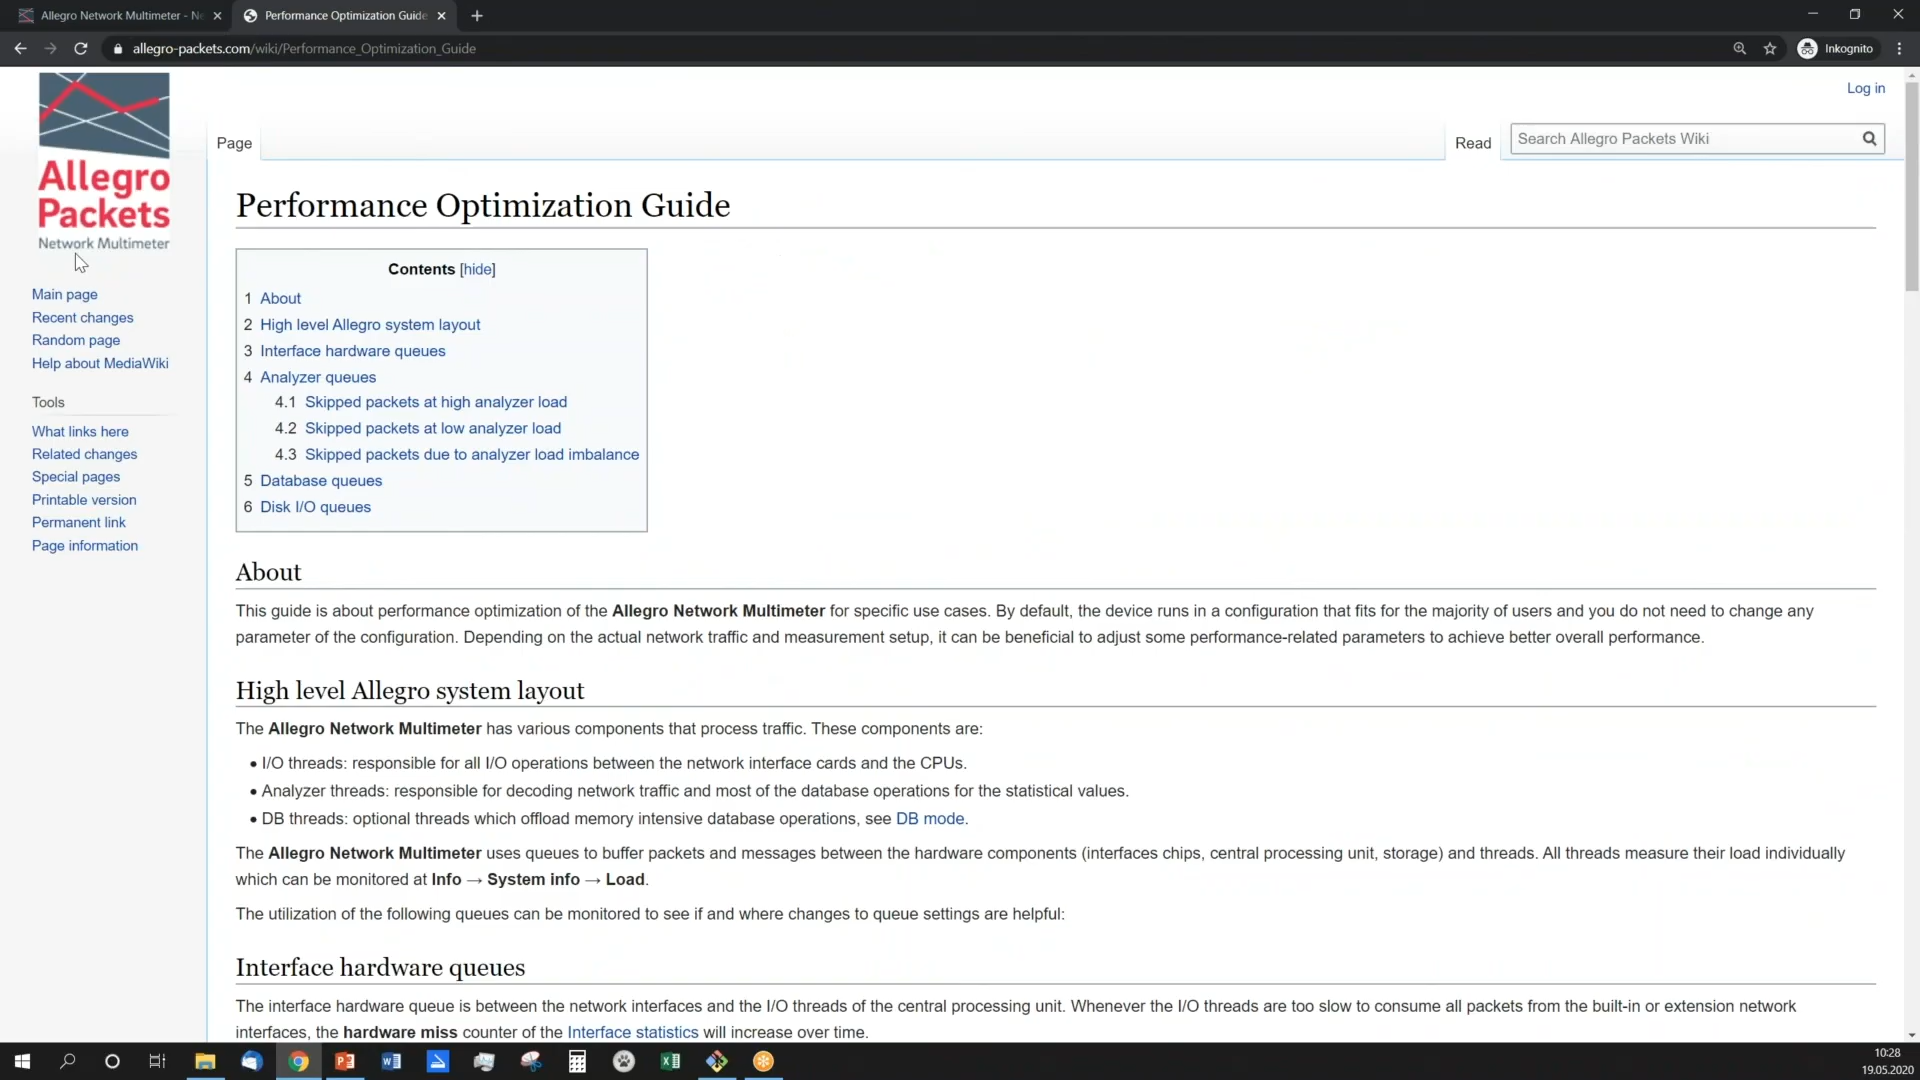 Allegro Network Multimeter - Ne
Performance Optimization Guide
allegro-packets.com/wiki/Performance_Optimization_Guide
Inkognito
Log in
Allegro
Packets
Network Multimeter
Page
Read
Search Allegro Packets Wiki
Main page
Recent changes
Random page
Help about MediaWiki
Tools
What links here
Related changes
Special pages
Printable version
Permanent link
Page information
Performance Optimization Guide
Contents [hide]
1 About
2 High level Allegro system layout
3 Interface hardware queues
4 Analyzer queues
4.1 Skipped packets at high analyzer load
4.2 Skipped packets at low analyzer load
4.3 Skipped packets due to analyzer load imbalance
5 Database queues
6 Disk I/O queues
About
This guide is about performance optimization of the Allegro Network Multimeter for specific use cases. By default, the device runs in a configuration that fits for the majority of users and you do not need to change any
parameter of the configuration. Depending on the actual network traffic and measurement setup, it can be beneficial to adjust some performance-related parameters to achieve better overall performance.
High level Allegro system layout
The Allegro Network Multimeter has various components that process traffic. These components are:
• I/O threads: responsible for all I/O operations between the network interface cards and the CPUs.
• Analyzer threads: responsible for decoding network traffic and most of the database operations for the statistical values.
• DB threads: optional threads which offload memory intensive database operations, see DB mode.
The Allegro Network Multimeter uses queues to buffer packets and messages between the hardware components (interfaces chips, central processing unit, storage) and threads. All threads measure their load individually
which can be monitored at Info → System info → Load.
The utilization of the following queues can be monitored to see if and where changes to queue settings are helpful:
Interface hardware queues
The interface hardware queue is between the network interfaces and the I/O threads of the central processing unit. Whenever the I/O threads are too slow to consume all packets from the built-in or extension network
interfaces, the hardware miss counter of the Interface statistics will increase over time.
10:28
19.05.2020